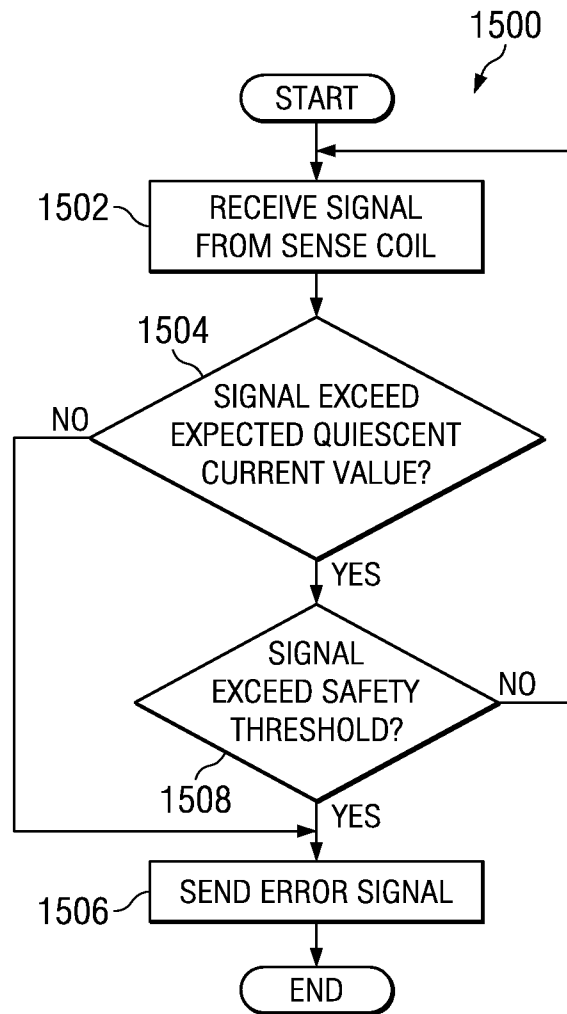 1500
START
1502
RECEIVE SIGNAL
FROM SENSE COIL
1504
SIGNAL EXCEED
EXPECTED QUIESCENT
CURRENT VALUE?
NO
YES
SIGNAL
EXCEED SAFETY
THRESHOLD?
NO
1508
YES
1506
SEND ERROR SIGNAL
END